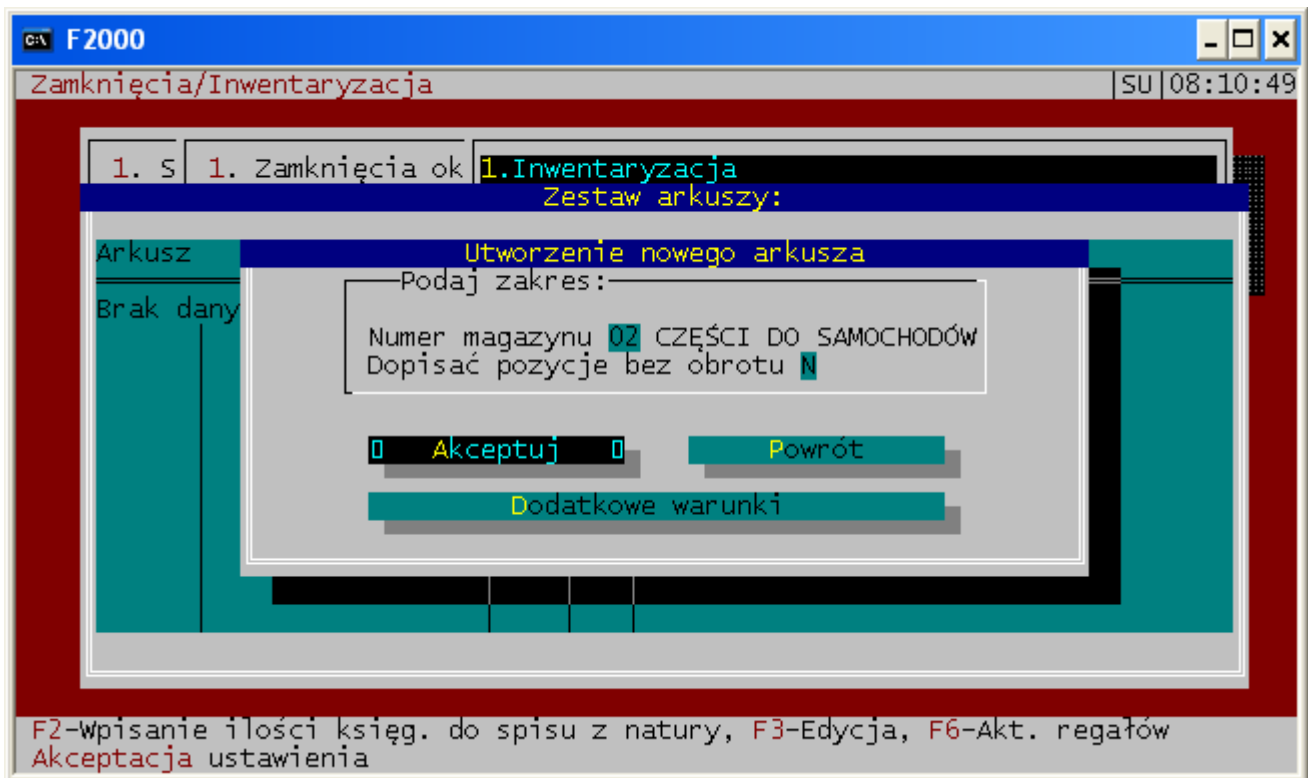 F2000
Zamknięcia/Inwentaryzacja |SU|08:10:49
1. S 1. Zamknięcia ok 1.Inwentaryzacja
Zestaw arkuszy:
Arkusz
Utworzenie nowego arkusza
Podaj zakres:
Brak dany
Numer magazynu 02 CZĘŚCI DO SAMOCHODÓW
Dopisać pozycje bez obrotu N
Akceptuj
Powrót
Dodatkowe warunki
F2-Wpisanie ilości księg. do spisu z natury, F3-Edycja, F6-Akt. regałów
Akceptacja ustawienia